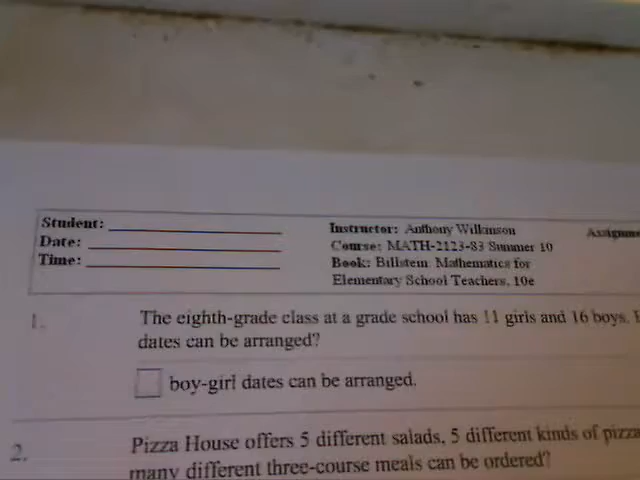 Student:
Date:
Time:
Instructor: Anthony Wilkinson
Course: MATH-2123-83 Summer 10
Book: Billstein: Mathematics for
Elementary School Teachers, 10e
1. The eighth-grade class at a grade school has 11 girls and 16 boys.
dates can be arranged?
boy-girl dates can be arranged.
2. Pizza House offers 5 different salads, 5 different kinds of pizza
many different three-course meals can be ordered?